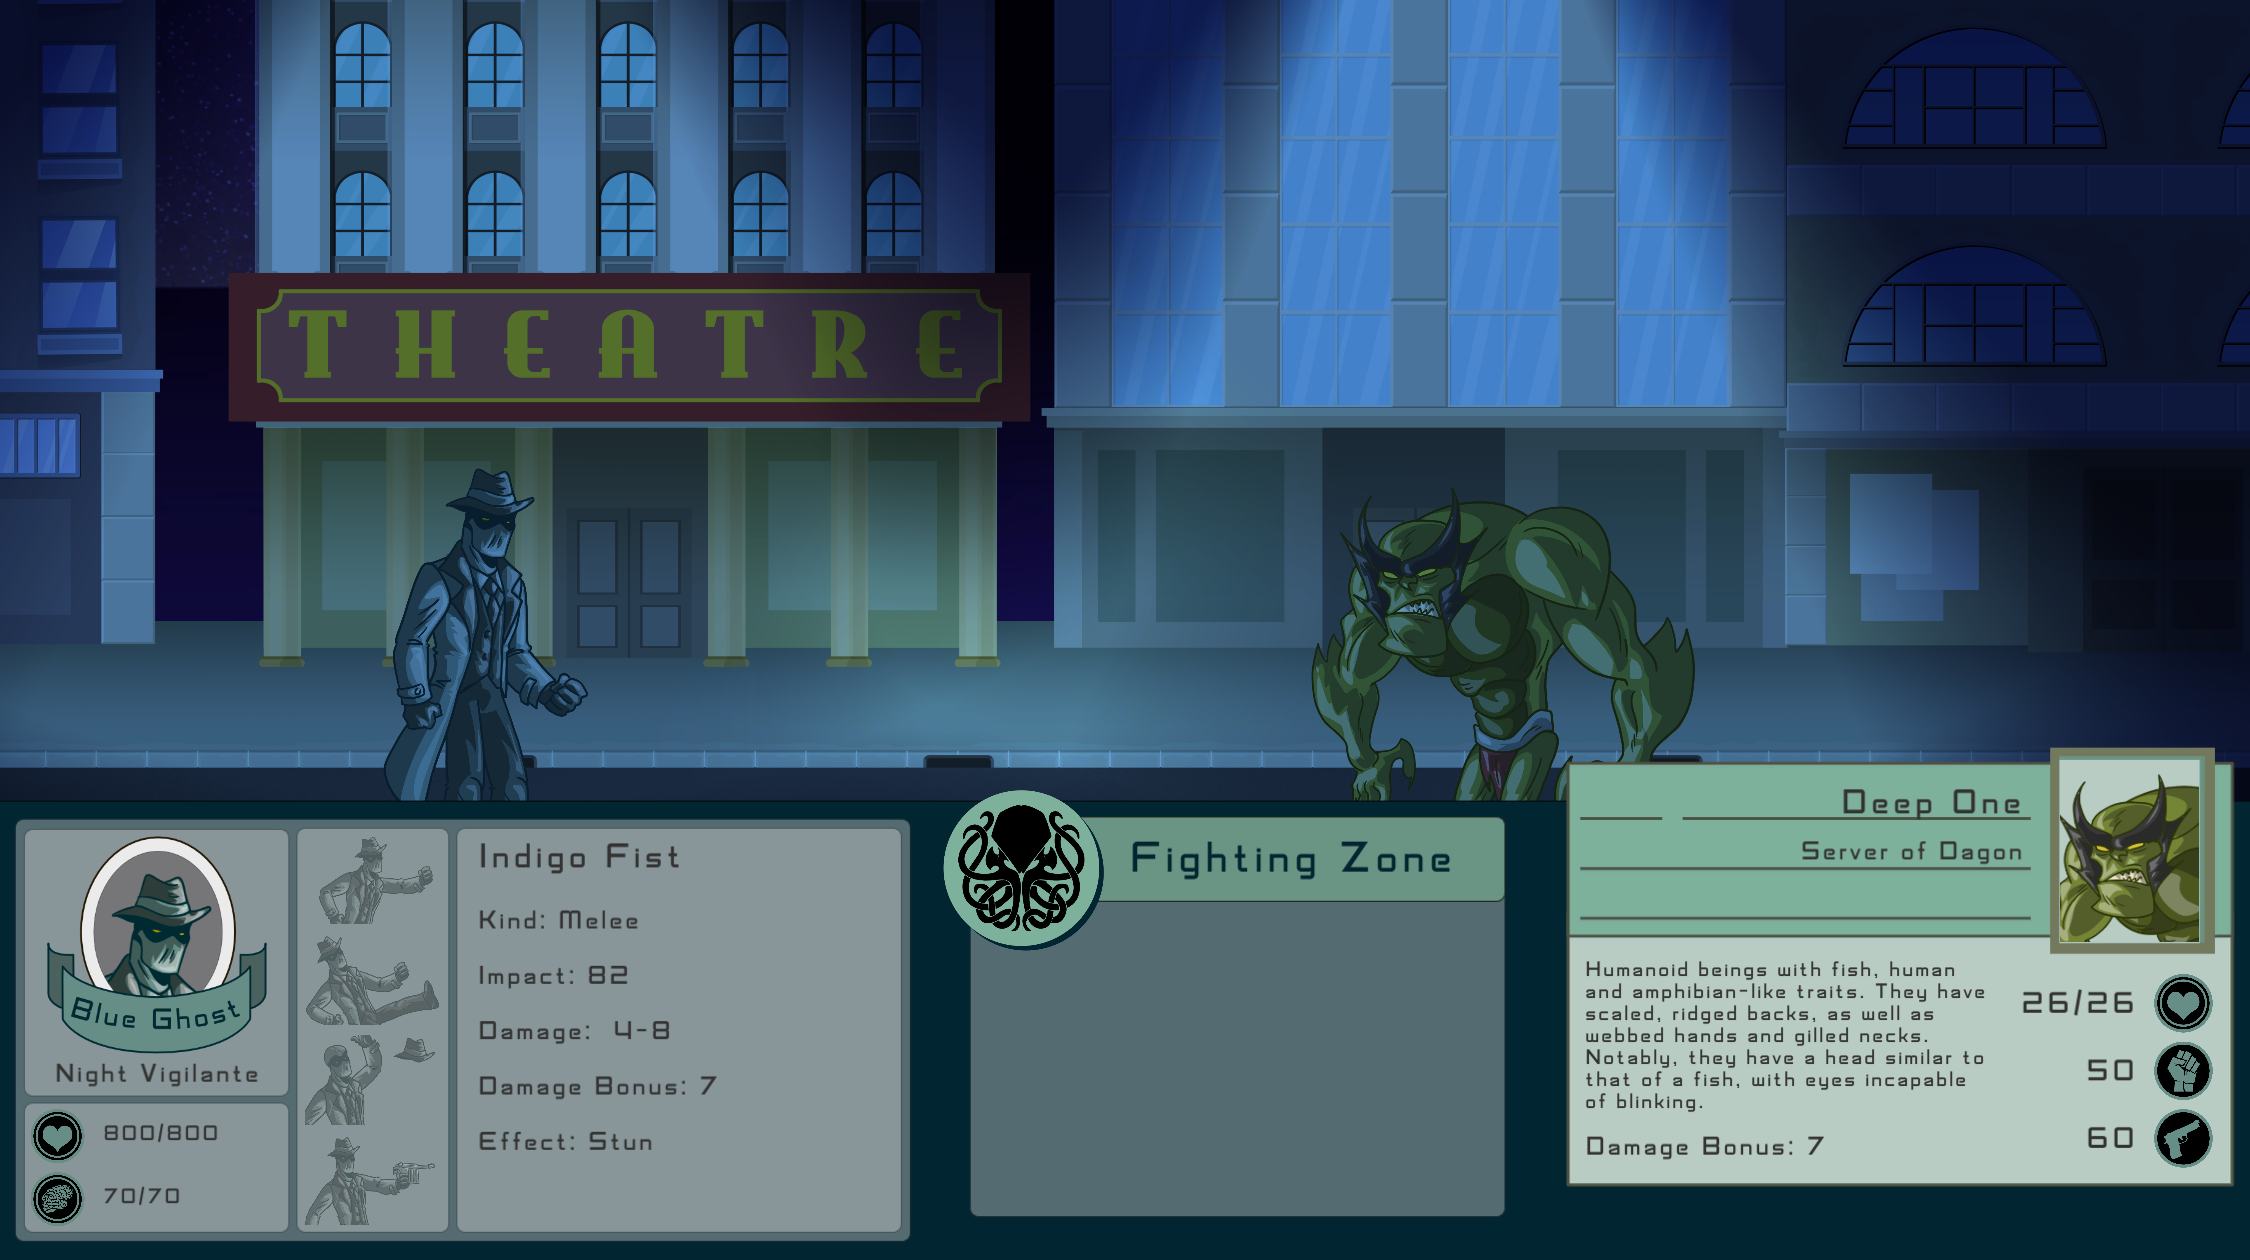 THEATRE
Blue Ghost
Night Vigilante
800/800
70/70
Indigo Fist
Kind: Melee
Impact: 82
Damage: 4-8
Damage Bonus: 7
Effect: Stun
Fighting Zone
Deep One
Server of Dagon
Humanoid beings with fish, human
and amphibian-like traits. They have
scaled, ridged backs, as well as
webbed hands and gilled necks.
Notably, they have a head similar to
that of a fish, with eyes incapable
of blinking.
Damage Bonus: 7
26/26
50
60